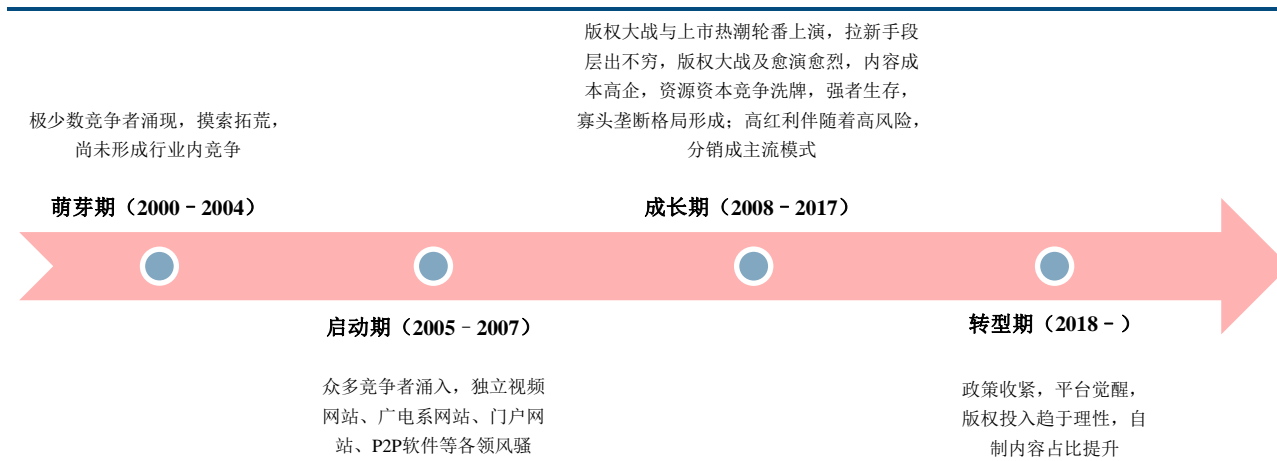 极少数竞争者涌现，摸索拓荒，
尚未形成行业内竞争
萌芽期（2000－2004）
众多竞争者涌入，独立视频
网站、广电系网站、门户网
站、P2P软件等各领风骚
启动期（2005－2007）
版权大战与上市热潮轮番上演，拉新手段
层出不穷，版权大战及愈演愈烈，内容成
本高企，资源资本竞争洗牌，强者生存，
寡头垄断格局形成；高红利伴随着高风险，
分销成主流模式
成长期（2008－2017）
转型期（2018－）
政策收紧，平台觉醒，
版权投入趋于理性，自
制内容占比提升